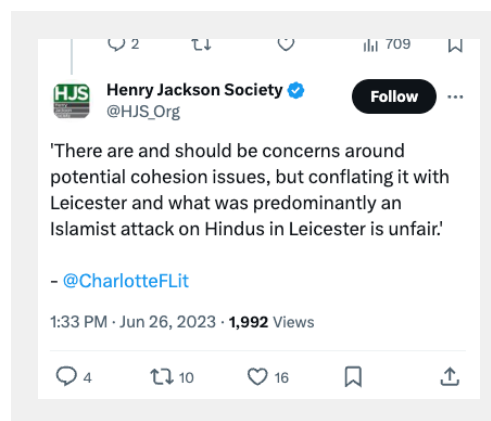 2 709
HJS
Henry Jackson Society
Follow
@HJS_Org
'There are and should be concerns around
potential cohesion issues, but conflating it with
Leicester and what was predominantly an
Islamist attack on Hindus in Leicester is unfair.'
- @CharlotteFLit
1:33 PM · Jun 26, 2023 · 1,992 Views
4 10 16